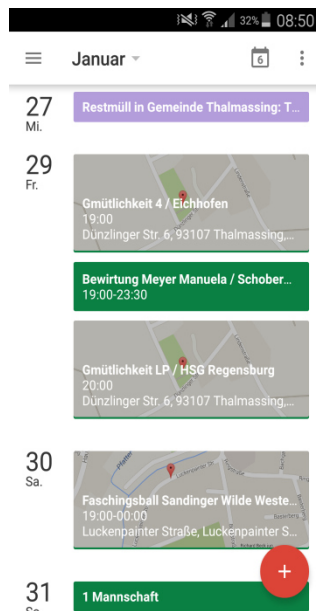 32% 08:50
Januar 6
27 Restmüll in Gemeinde Thalmassing: T...
Mi.
29
Fr.
Gmütlichkeit 4 / Eichhofen
19:00
Dünzlinger Str. 6, 93107 Thalmassing,...
Bewirtung Meyer Manuela / Schober...
19:00-23:30
Gmütlichkeit LP / HSG Regensburg
20:00
Dünzlinger Str. 6, 93107 Thalmassing,...
30
Sa.
Pfatter
Luckenpainter
Faschingsball Sandinger Wilde Weste...
19:00-00:00
Luckenpainter Straße, Luckenpainter S...
+
31 1 Mannschaft
So.